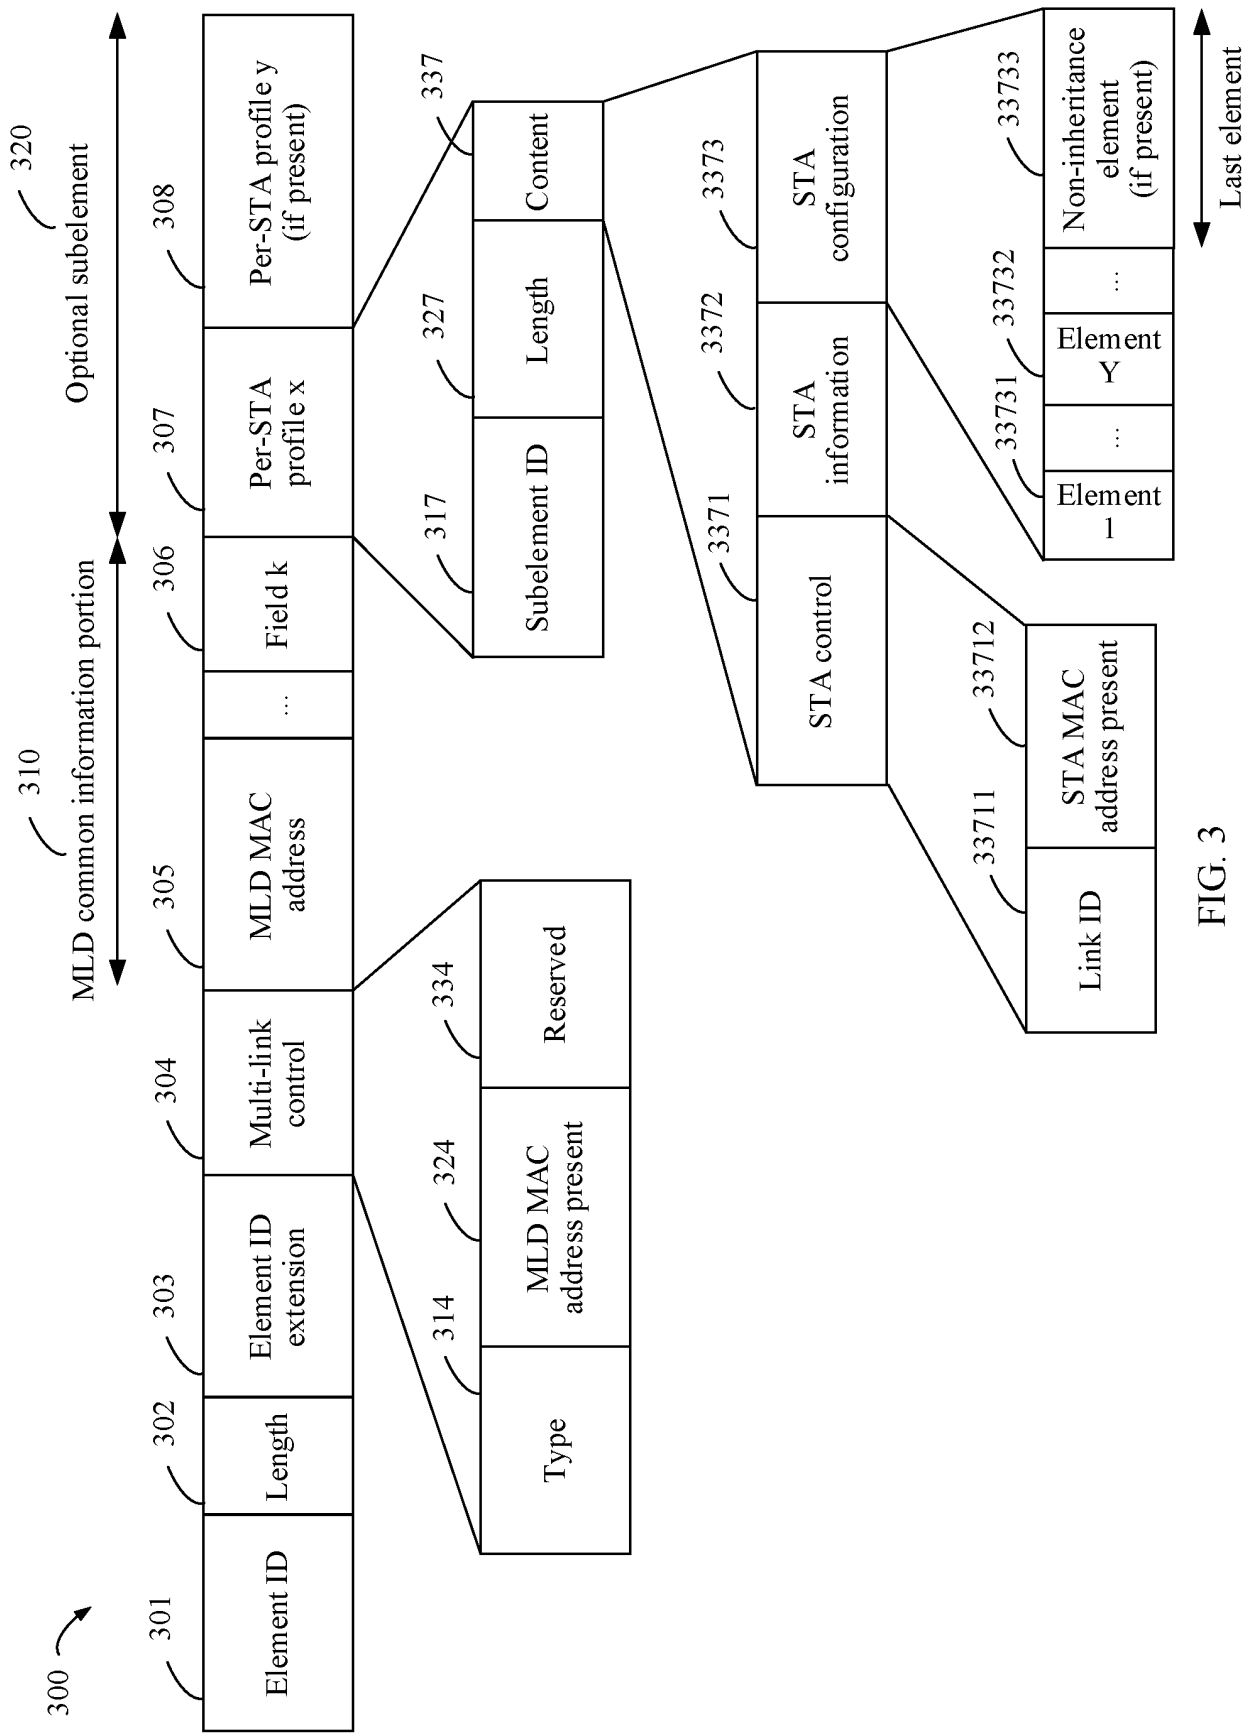 300
310
MLD common information portion
320
Optional subelement
301
302
303
304
305
306
307
308
Element ID
Length
Element ID
extension
Multi-link
control
MLD MAC
address
...
Field k
Per-STA
profile x
Per-STA profile y
(if present)
314
324
334
Type
MLD MAC
address present
Reserved
317
327
337
Subelement ID
Length
Content
3371
3372
3373
STA control
STA
information
STA
configuration
33711
33712
Link ID
STA MAC
address present
33731
33732
33733
Element
1
...
Element
Y
...
Non-inheritance
element
(if present)
Last element
FIG. 3